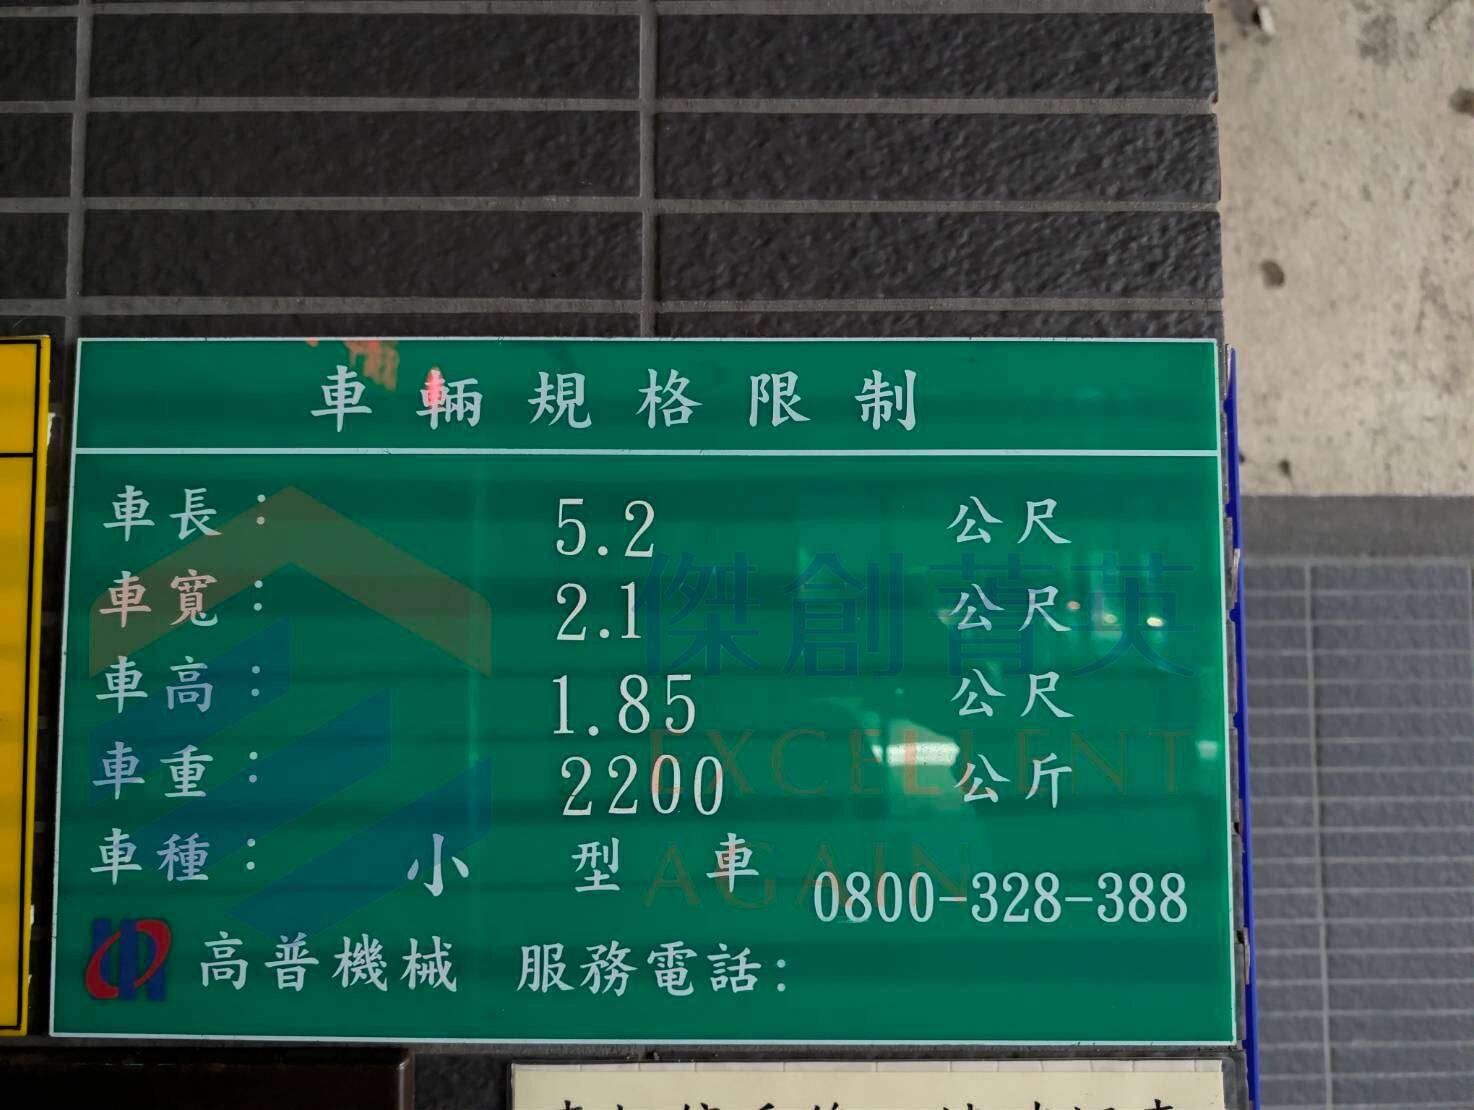 車輛規格限制
車長： 5.2 公尺
車寬： 2.1 公尺
車高： 1.85 公尺
車重： 2200 公斤
車種： 小型車
0800-328-388
高普機械 服務電話:
傑創菁英
EXCELLENT
AGAIN